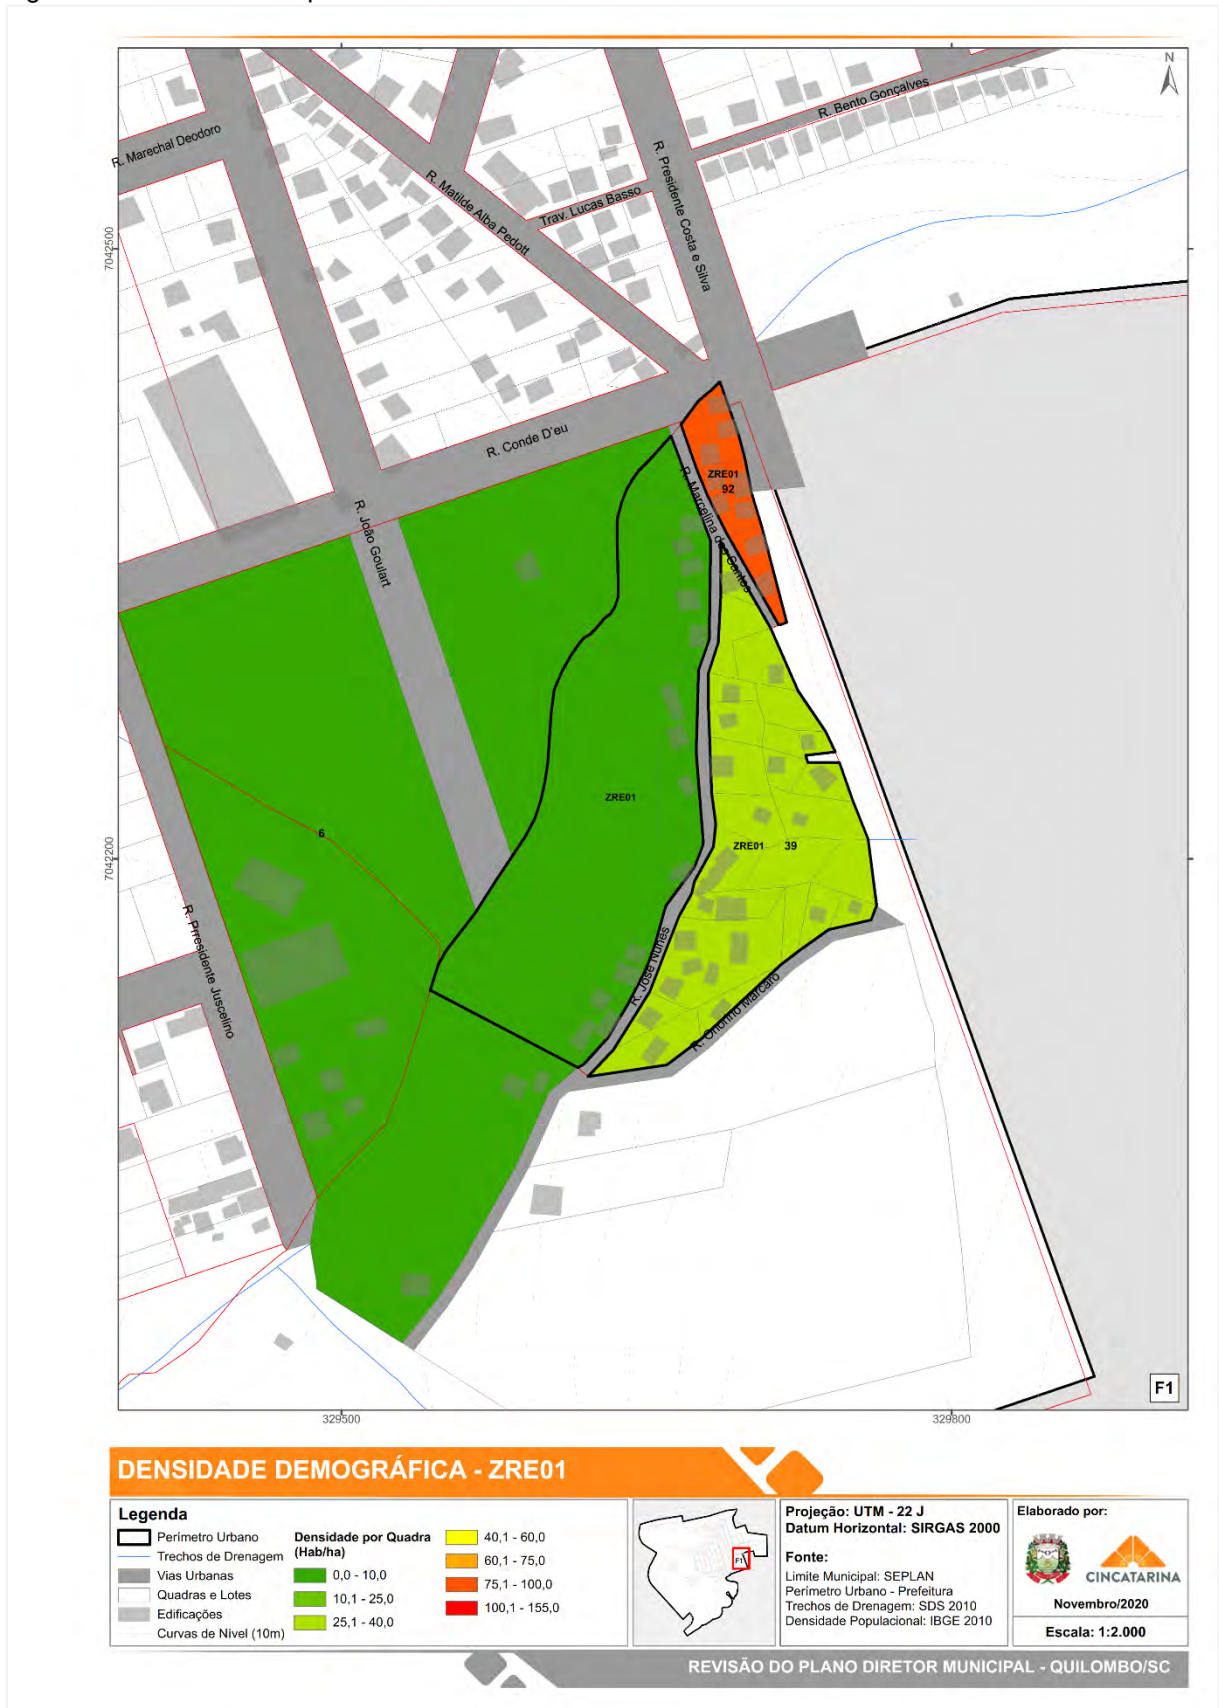 N
R. Bento Gonçalves
R. Marechal Deodoro
R. Presidente Costa e Silva
R. Matilde Alba Pedott
Trav. Lucas Basso
7042500
R. Conde D'eu
ZRE01
92
R. Marcelina dos Santos
R. João Goulart
ZRE01
6
ZRE01 39
7042200
R. Prresidente Juscelino
R. José Nunes
R. Onorino Marcaro
F1
329500
329800
DENSIDADE DEMOGRÁFICA - ZRE01
Legenda
Perímetro Urbano
Trechos de Drenagem
Vias Urbanas
Quadras e Lotes
Edificações
Curvas de Nível (10m)
Densidade por Quadra
(Hab/ha)
0,0 - 10,0
10,1 - 25,0
25,1 - 40,0
40,1 - 60,0
60,1 - 75,0
75,1 - 100,0
100,1 - 155,0
F1
Projeção: UTM - 22 J
Datum Horizontal: SIRGAS 2000
Fonte:
Limite Municipal: SEPLAN
Perímetro Urbano - Prefeitura
Trechos de Drenagem: SDS 2010
Densidade Populacional: IBGE 2010
Elaborado por:
CINCATARINA
Novembro/2020
Escala: 1:2.000
REVISÃO DO PLANO DIRETOR MUNICIPAL - QUILOMBO/SC